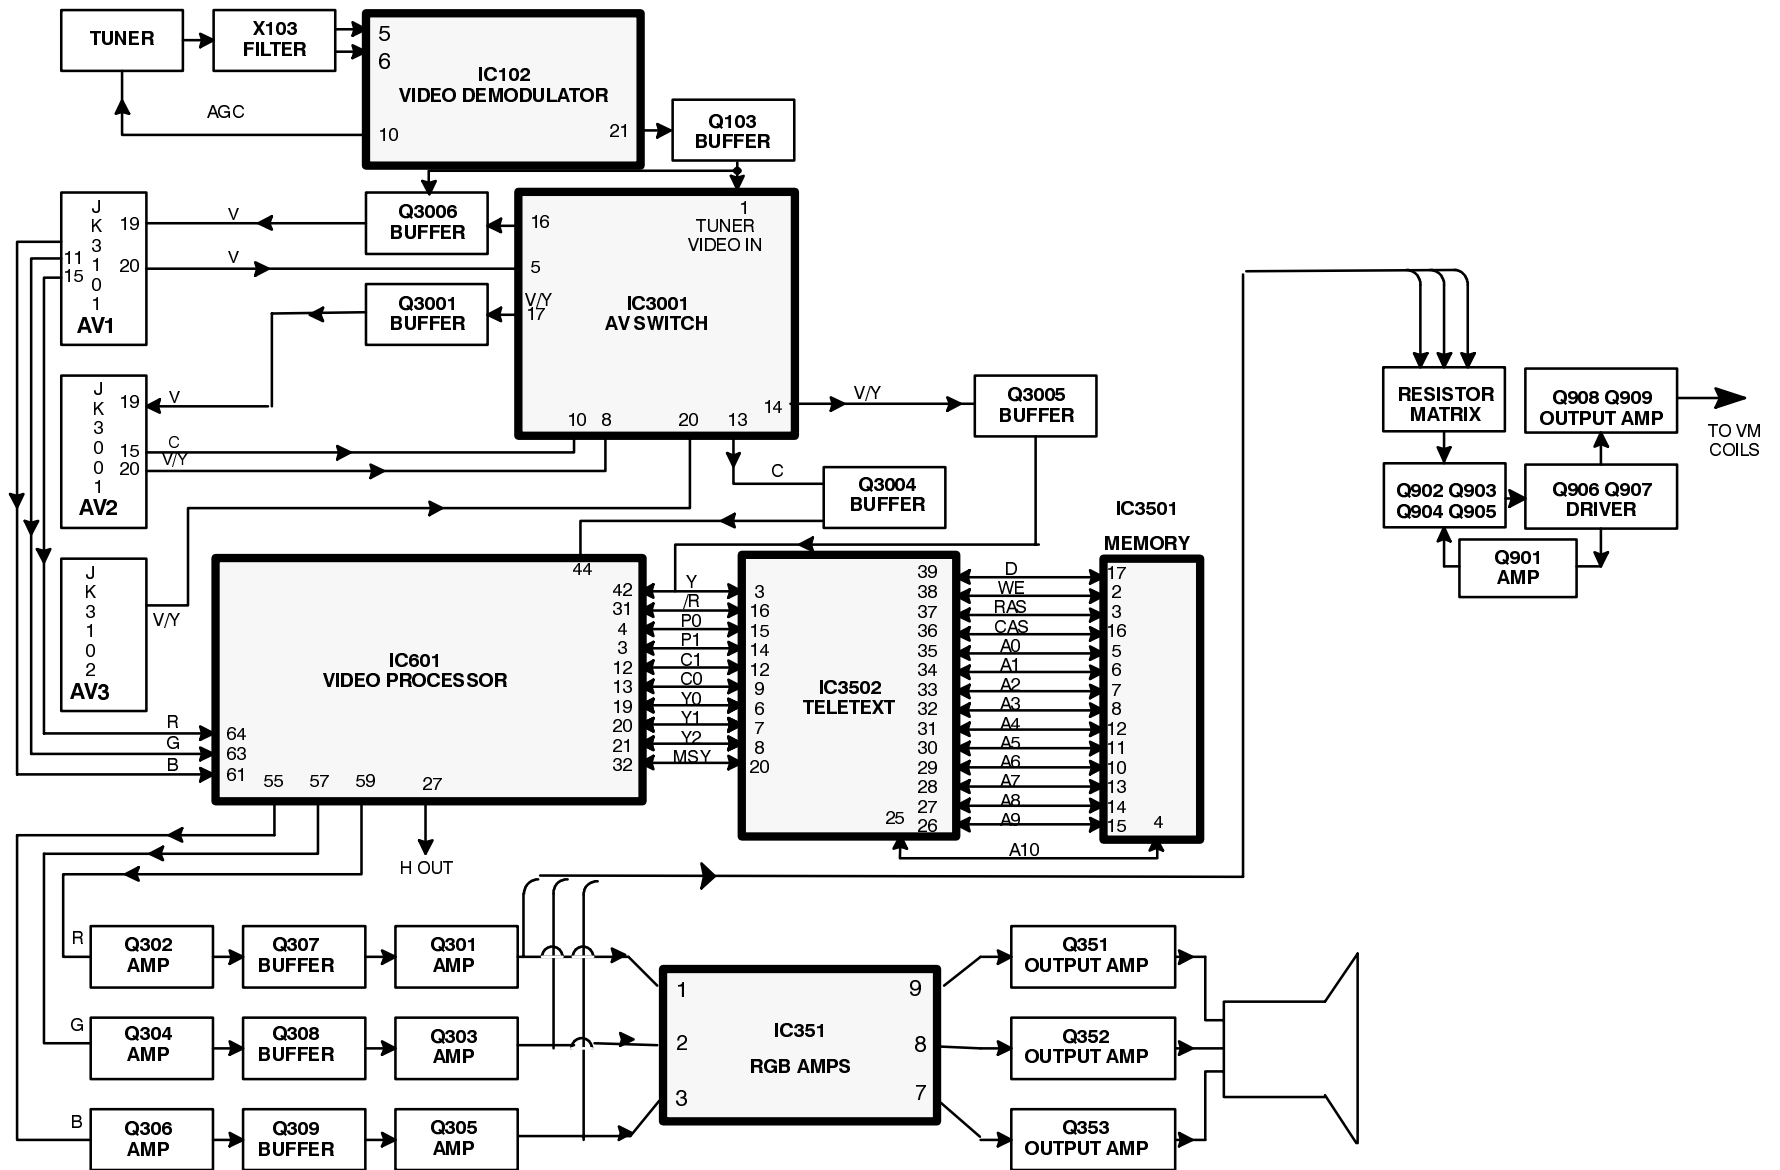 TUNER
X103
FILTER
5
6
IC102
VIDEO DEMODULATOR
10
21
AGC
Q103
BUFFER
J
K
3
1
0
1
19
11
15
20
AV1
V
V
Q3006
BUFFER
Q3001
BUFFER
16
5
V/Y
17
1
TUNER
VIDEO IN
IC3001
AV SWITCH
14
10
8
20
13
V/Y
Q3005
BUFFER
J
K
3
0
0
1
19
15
20
AV2
V
C
V/Y
C
Q3004
BUFFER
J
K
3
1
0
2
AV3
V/Y
R
G
B
44
42
31
4
3
12
13
19
20
21
32
IC601
VIDEO PROCESSOR
64
63
61
55
57
59
27
H OUT
Y
/R
P0
P1
C1
C0
Y0
Y1
Y2
MSY
3
16
15
14
12
9
6
7
8
20
IC3502
TELETEXT
39
38
37
36
35
34
33
32
31
30
29
28
27
26
25
D
WE
RAS
CAS
A0
A1
A2
A3
A4
A5
A6
A7
A8
A9
A10
IC3501
MEMORY
17
2
3
16
5
6
7
8
12
11
10
13
14
15
4
RESISTOR
MATRIX
Q908 Q909
OUTPUT AMP
TO VM
COILS
Q902 Q903
Q904 Q905
Q906 Q907
DRIVER
Q901
AMP
R
Q302
AMP
Q307
BUFFER
Q301
AMP
G
Q304
AMP
Q308
BUFFER
Q303
AMP
B
Q306
AMP
Q309
BUFFER
Q305
AMP
1
2
3
IC351
RGB AMPS
9
8
7
Q351
OUTPUT AMP
Q352
OUTPUT AMP
Q353
OUTPUT AMP